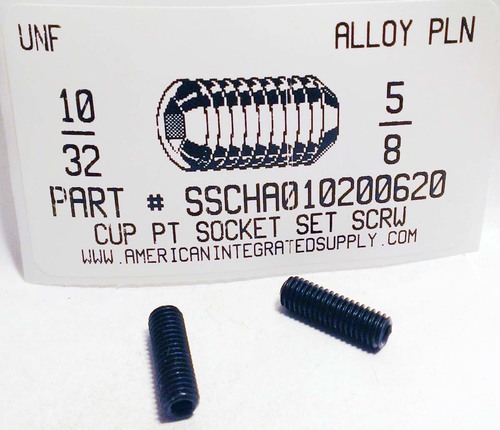 UNF ALLOY PLN
10 5
32 8
PART # SSCHA010200620
CUP PT SOCKET SET SCRW
WWW.AMERICANINTEGRATEDSUPPLY.COM